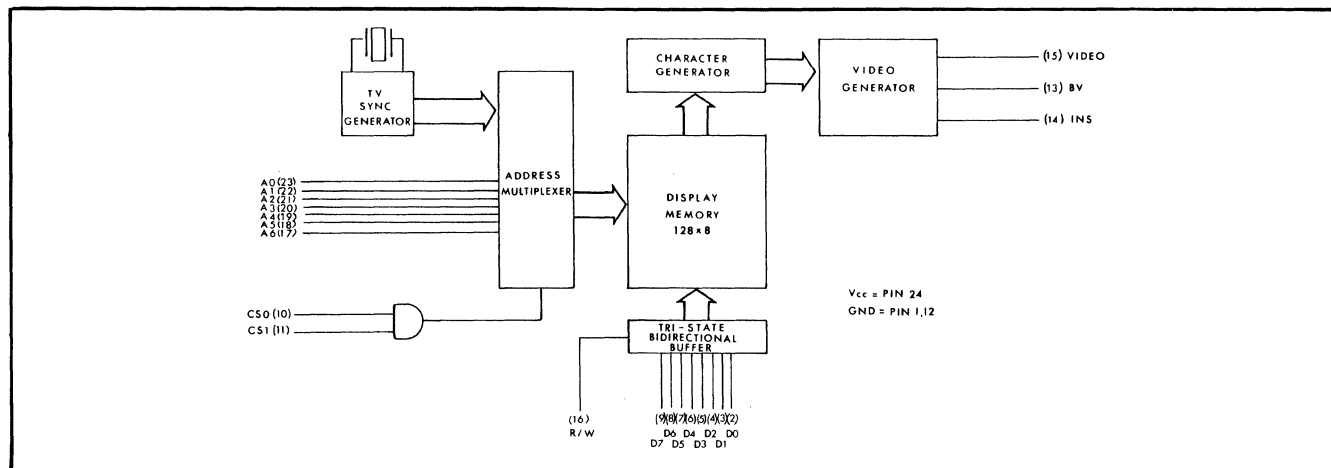 TV
SYNC
GENERATOR
CHARACTER
GENERATOR
VIDEO
GENERATOR
(15) VIDEO
(13) BV
(14) INS
A0(23)
A1(22)
A2(21)
A3(20)
A4(19)
A5(18)
A6(17)
ADDRESS
MULTIPLEXER
DISPLAY
MEMORY
128x8
CS0(10)
CS1(11)
Vcc = PIN 24
GND = PIN 1,12
TRI-STATE
BIDIRECTIONAL
BUFFER
(16)
R/W
(9)(8)(7)(6)(5)(4)(3)(2)
D6 D4 D2 D0
D7 D5 D3 D1